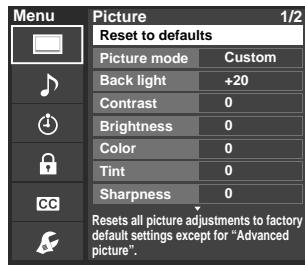 Menu
Picture 1/2
Reset to defaults
Picture mode Custom
Back light +20
Contrast 0
Brightness 0
Color 0
Tint 0
Sharpness 0
CC
Resets all picture adjustments to factory
default settings except for “Advanced
picture”.